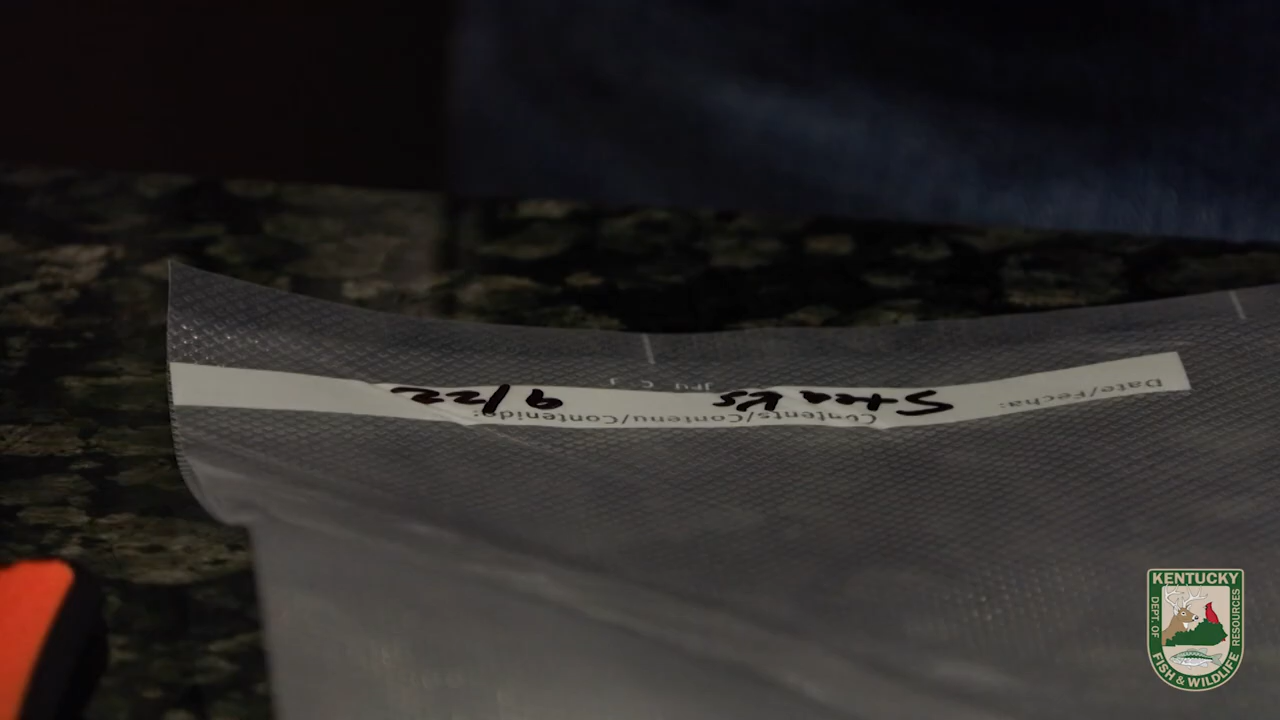 Date/Fecha:
Steaks 9/22
Contents/Contenu/Contenido:
KENTUCKY
DEPT. OF
FISH & WILDLIFE
RESOURCES